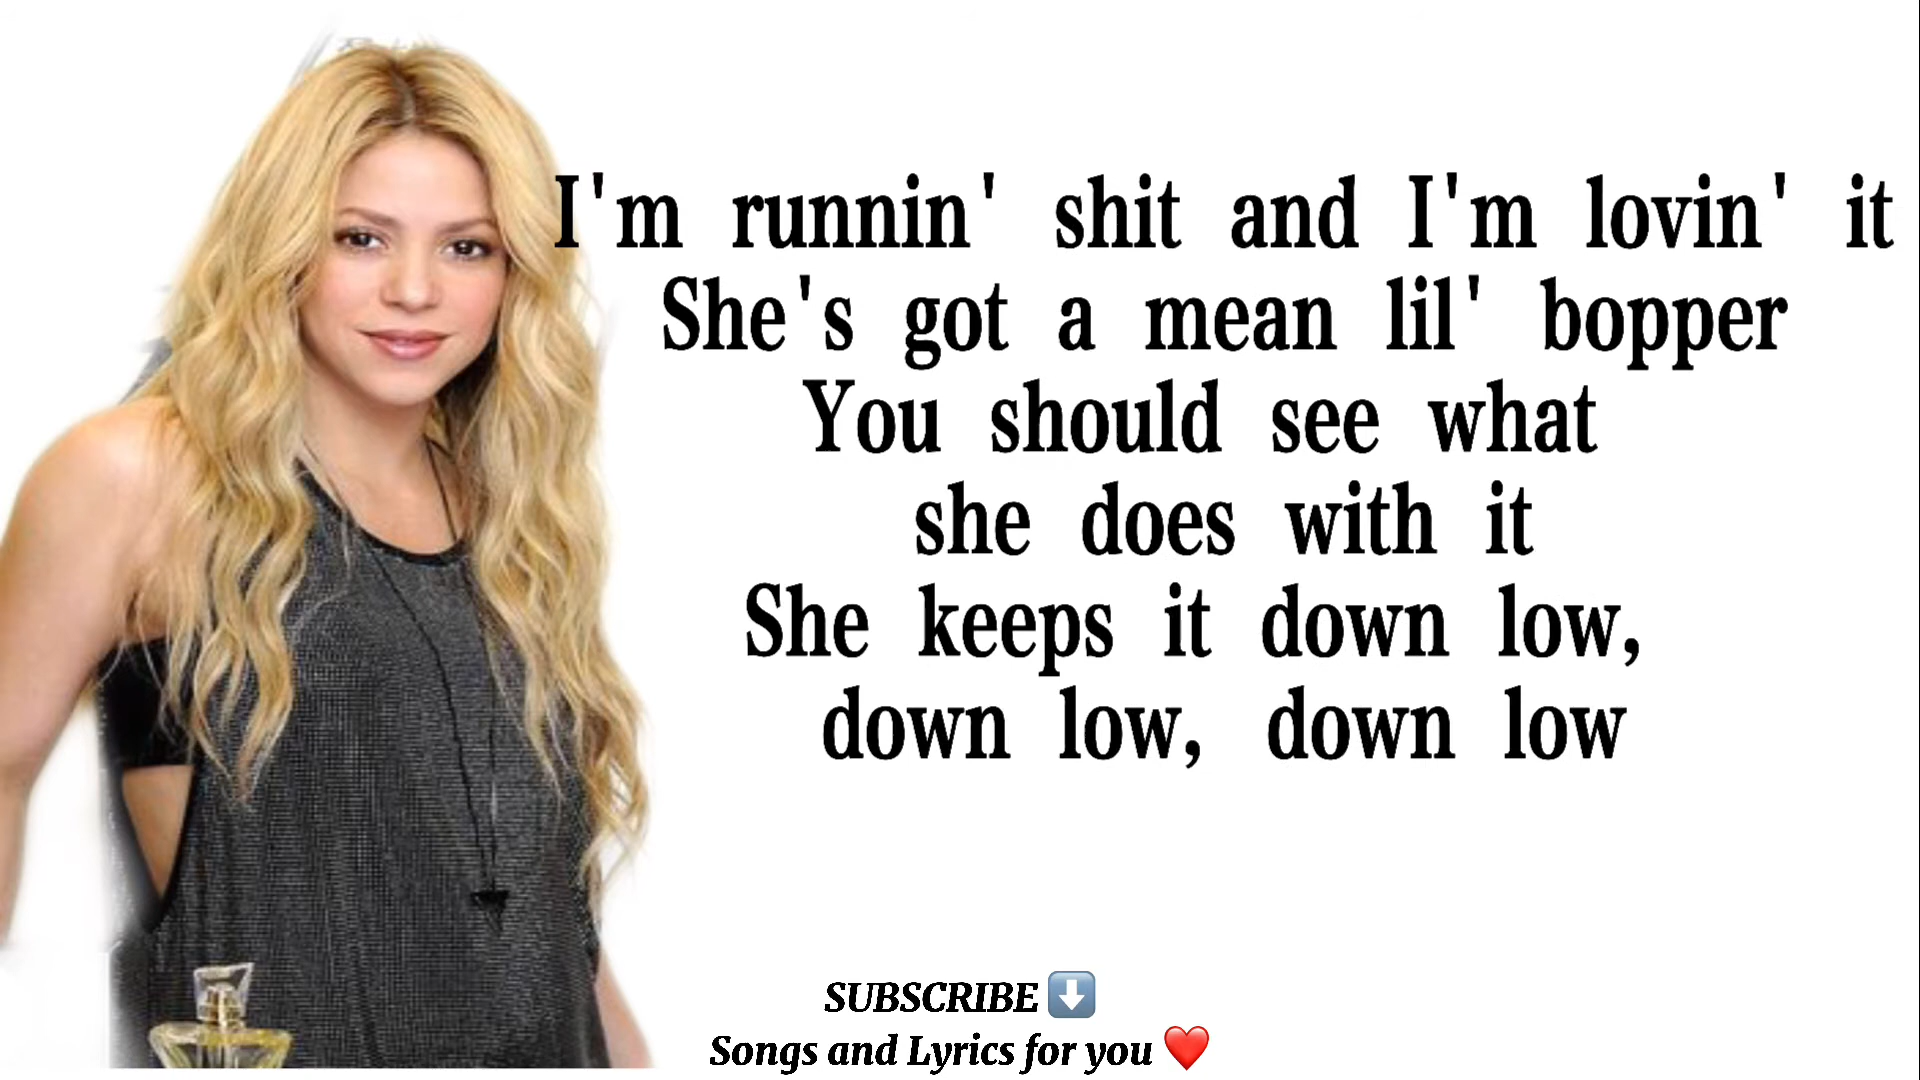 I'm runnin' shit and I'm lovin' it
She's got a mean lil' bopper
You should see what
she does with it
She keeps it down low,
down low, down low
SUBSCRIBE ⬇️
Songs and Lyrics for you ❤️